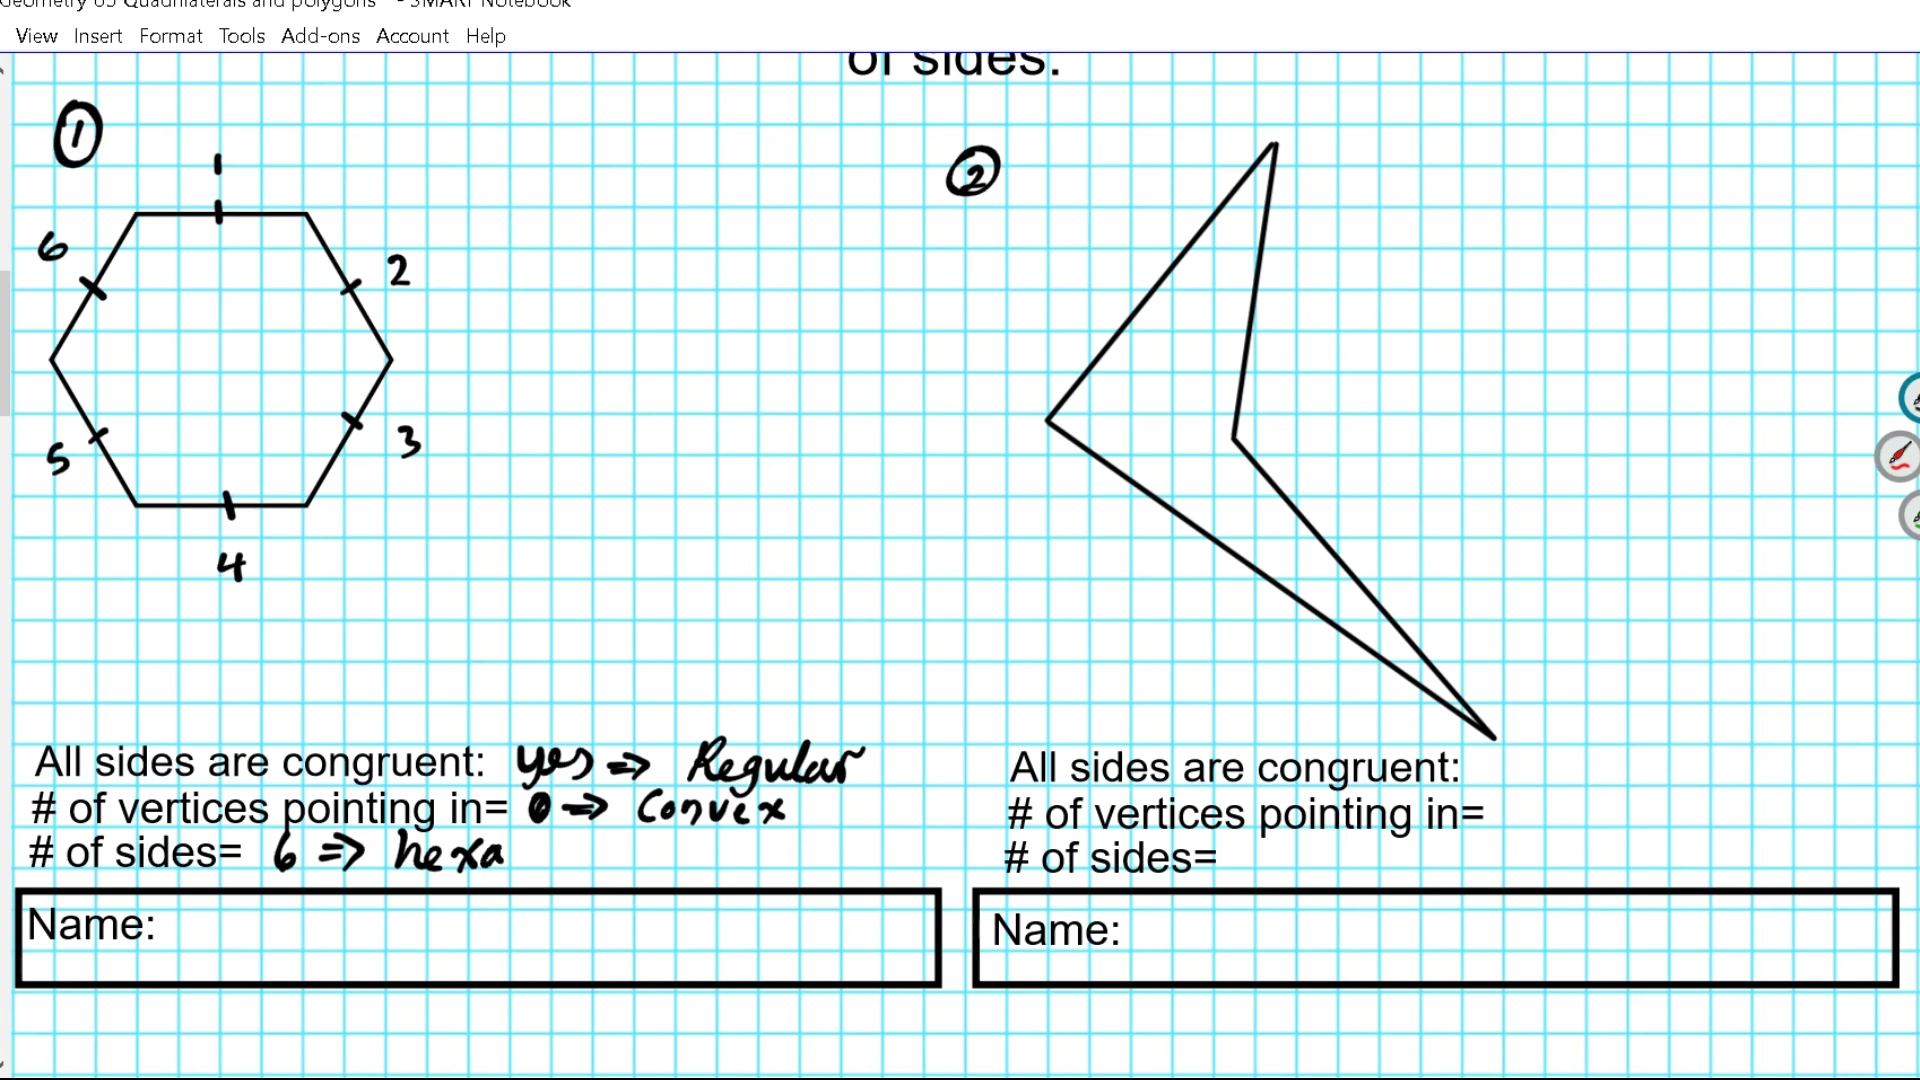 Geometry 05 Quadrilaterals and polygons - SMART Notebook
View Insert Format Tools Add-ons Account Help
of sides.
1
1
2
6
2
3
5
4
All sides are congruent: yes => Regular
# of vertices pointing in= 0 => Convex
# of sides= 6 => hexa
Name:
All sides are congruent:
# of vertices pointing in=
# of sides=
Name: